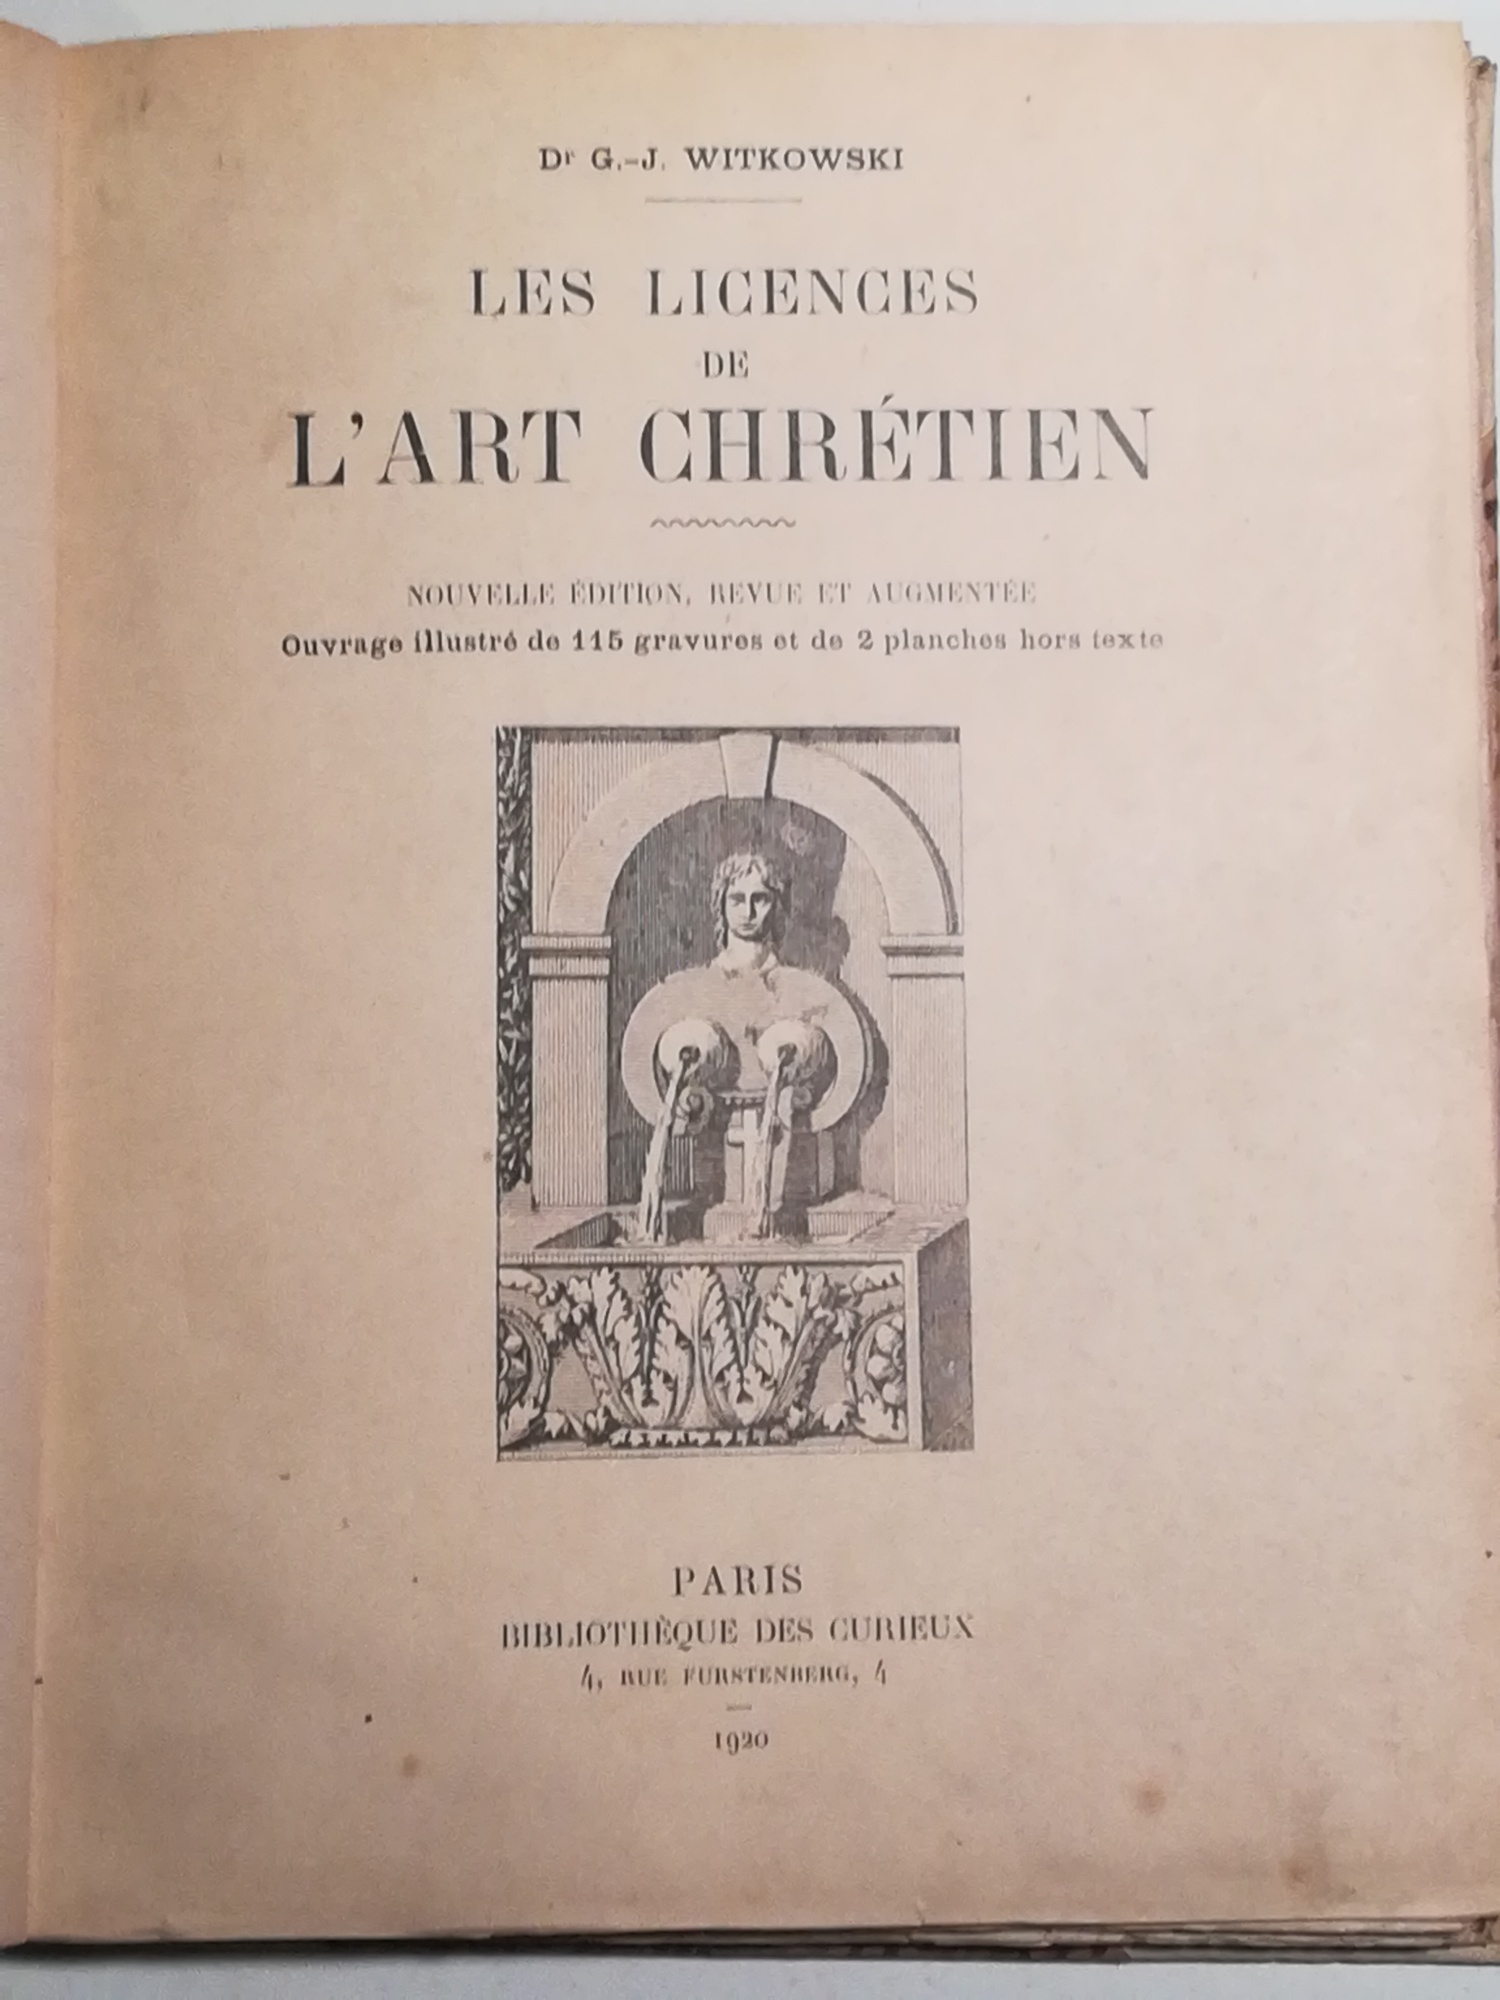 Dr G.-J. WITKOWSKI
LES LICENCES
DE
L'ART CHRÉTIEN
NOUVELLE ÉDITION, REVUE ET AUGMENTÉE
Ouvrage illustré de 115 gravures et de 2 planches hors texte
PARIS
BIBLIOTHÈQUE DES CURIEUX
4, RUE FURSTENBERG, 4
1920